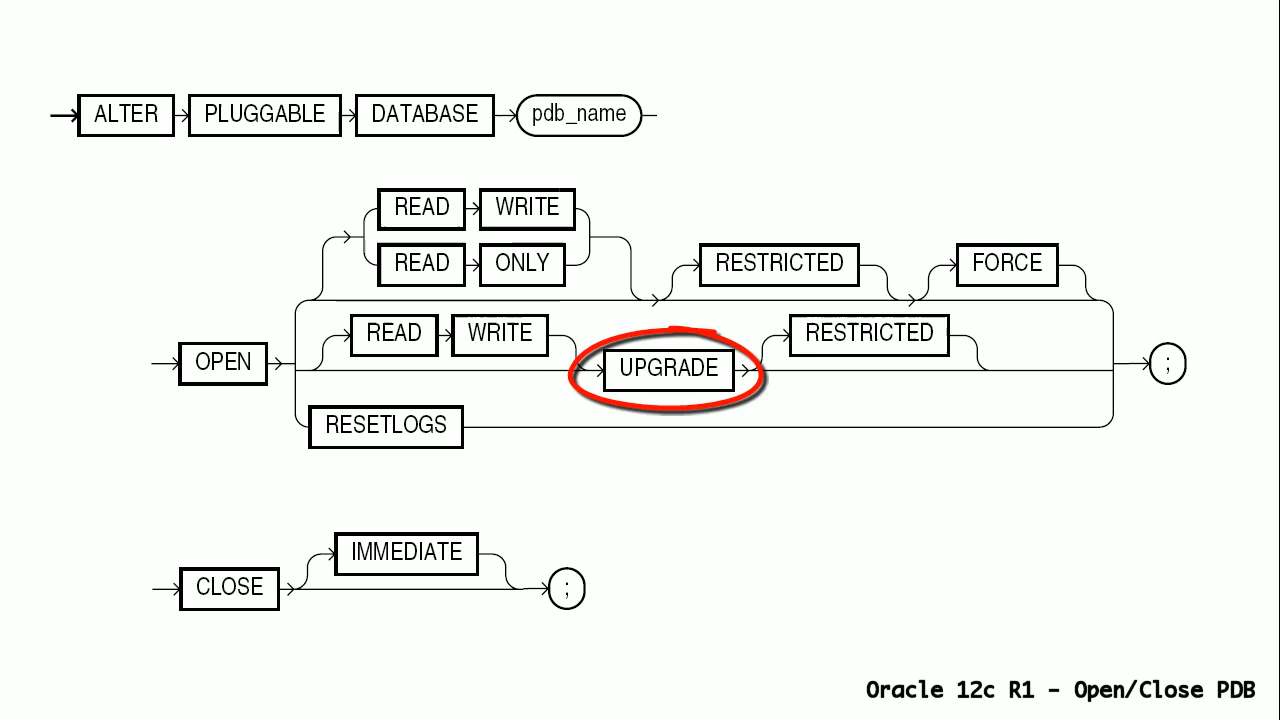 ALTER PLUGGABLE DATABASE pdb_name
READ WRITE
READ ONLY RESTRICTED FORCE
READ WRITE RESTRICTED
OPEN UPGRADE ;
RESETLOGS
IMMEDIATE
CLOSE ;
Oracle 12c R1 – Open/Close PDB